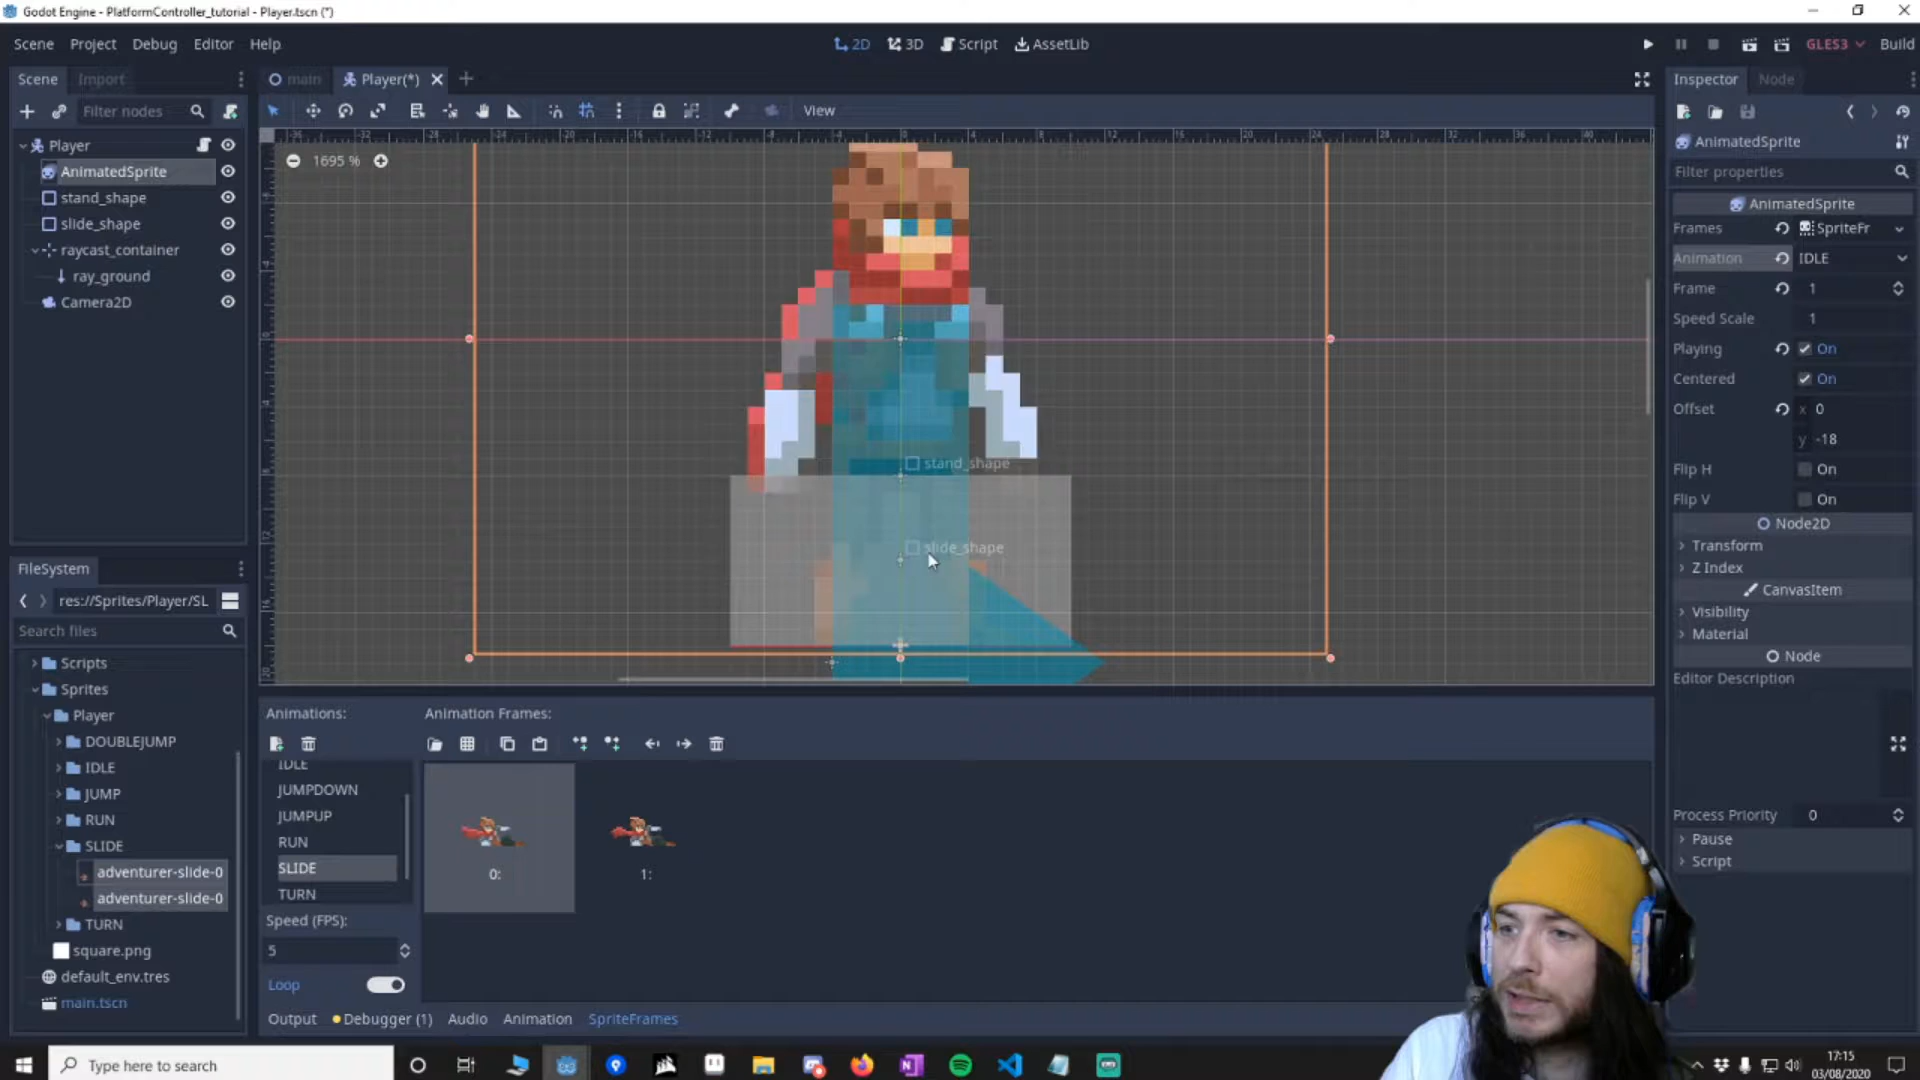 Godot Engine - PlatformController_tutorial - Player.tscn (*)
Scene Project Debug Editor Help
2D 3D Script AssetLib
GLES3 Build
Scene Import
Filter nodes
Player
AnimatedSprite
stand_shape
slide_shape
raycast_container
ray_ground
Camera2D
main Player(*)
View
1695 %
stand_shape
slide_shape
FileSystem
res://Sprites/Player/SL
Search files
Scripts
Sprites
Player
DOUBLEJUMP
IDLE
JUMP
RUN
SLIDE
adventurer-slide-0
adventurer-slide-0
TURN
square.png
default_env.tres
main.tscn
Animations:
IDLE
JUMPDOWN
JUMPUP
RUN
SLIDE
TURN
Speed (FPS):
5
Loop
Animation Frames:
0:
1:
Output Debugger (1) Audio Animation SpriteFrames
Inspector Node
AnimatedSprite
Filter properties
AnimatedSprite
Frames SpriteFr
Animation IDLE
Frame 1
Speed Scale 1
Playing On
Centered On
Offset x 0
y -18
Flip H On
Flip V On
Node2D
Transform
Z Index
CanvasItem
Visibility
Material
Node
Editor Description
Process Priority 0
Pause
Script
Type here to search
17:15
03/08/2020